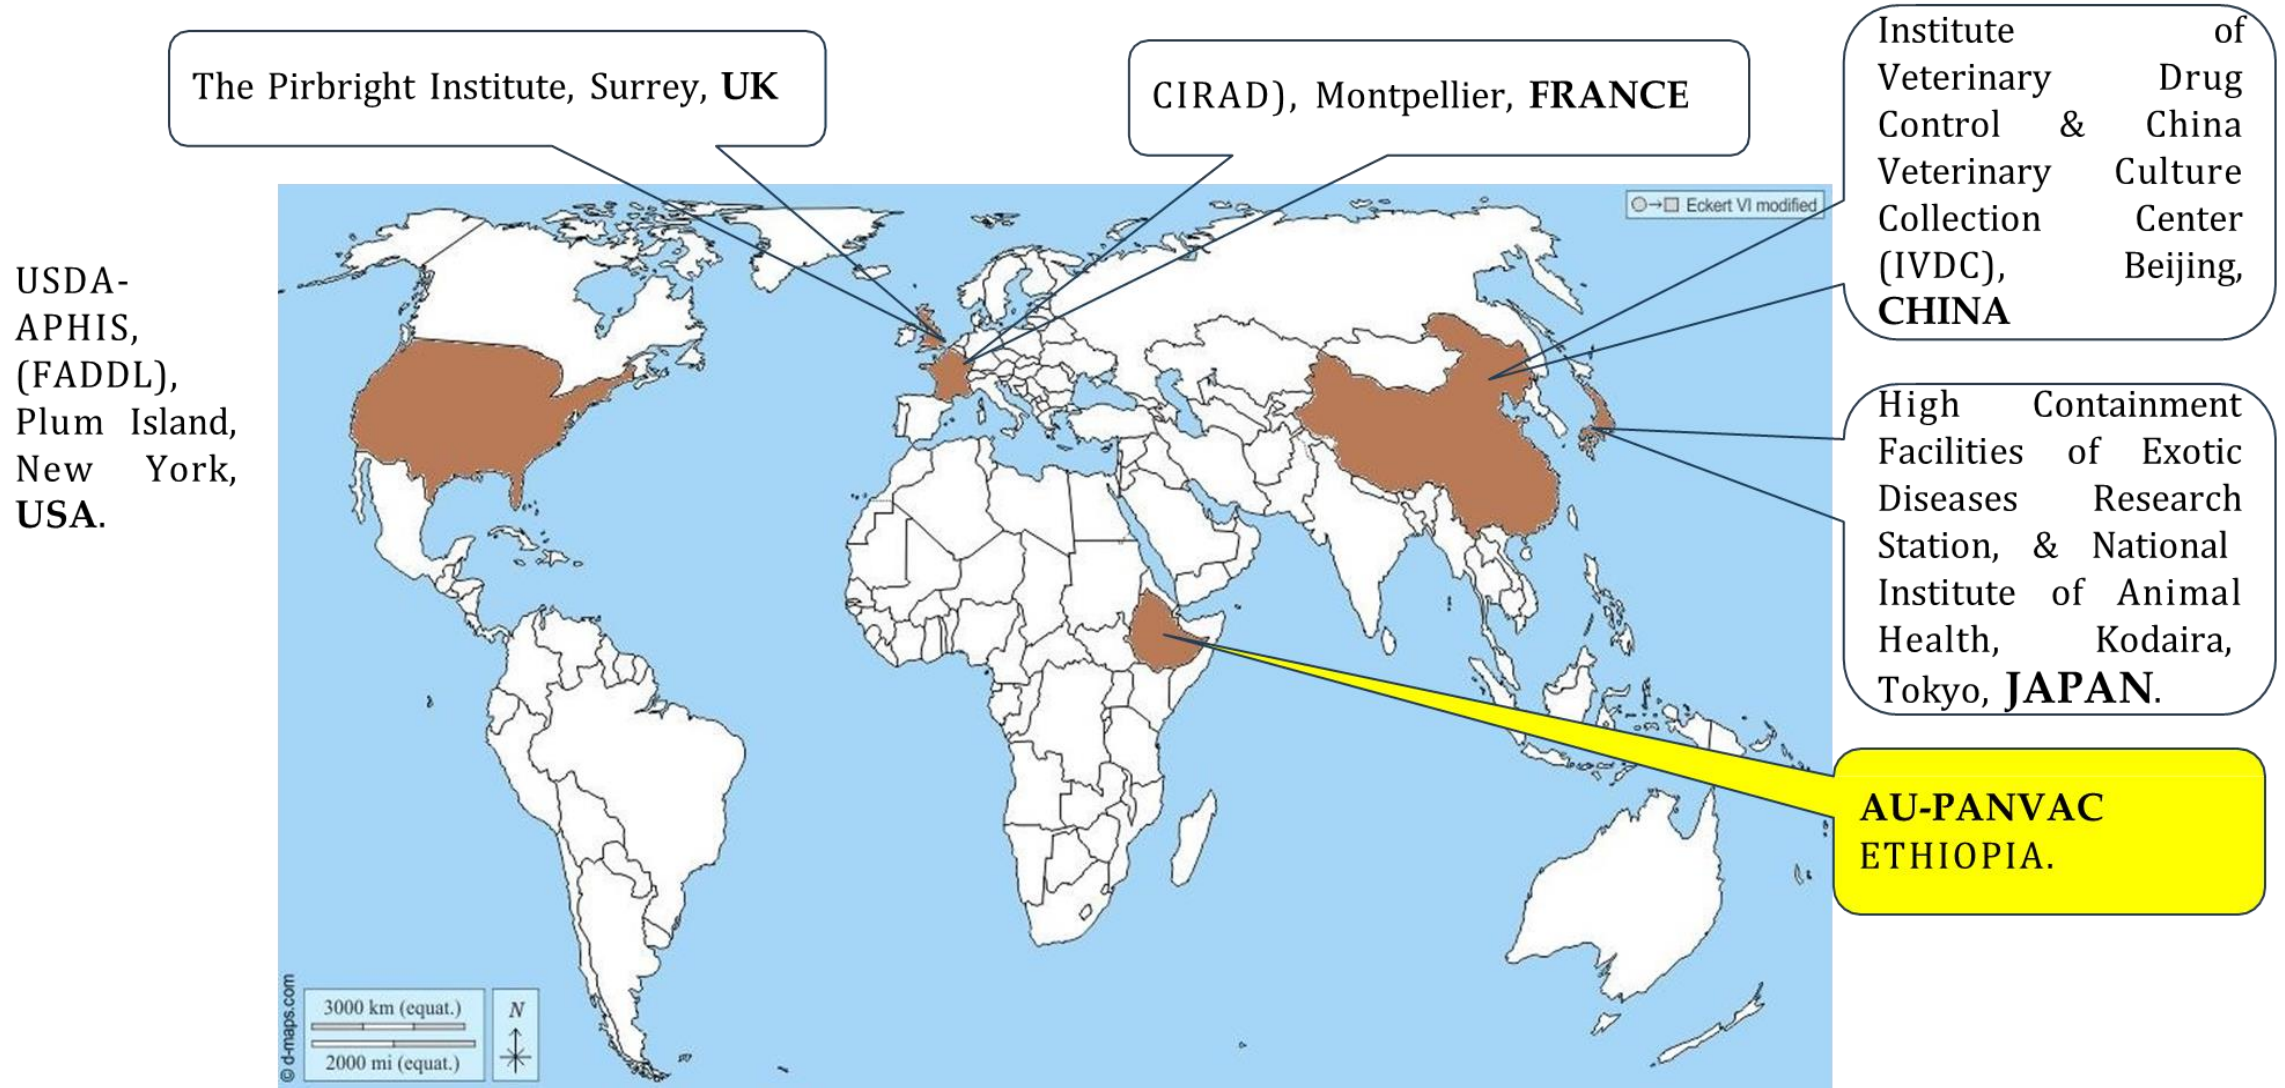 The Pirbright Institute, Surrey, UK
CIRAD), Montpellier, FRANCE
Institute of
Veterinary Drug
Control & China
Veterinary Culture
Collection Center
(IVDC), Beijing,
CHINA
Eckert VI modified
USDA-
APHIS,
(FADDL),
Plum Island,
New York,
USA.
High Containment
Facilities of Exotic
Diseases Research
Station, & National
Institute of Animal
Health, Kodaira,
Tokyo, JAPAN.
AU-PANVAC
ETHIOPIA.
© d-maps.com
3000 km (equat.)
2000 mi (equat.)
N